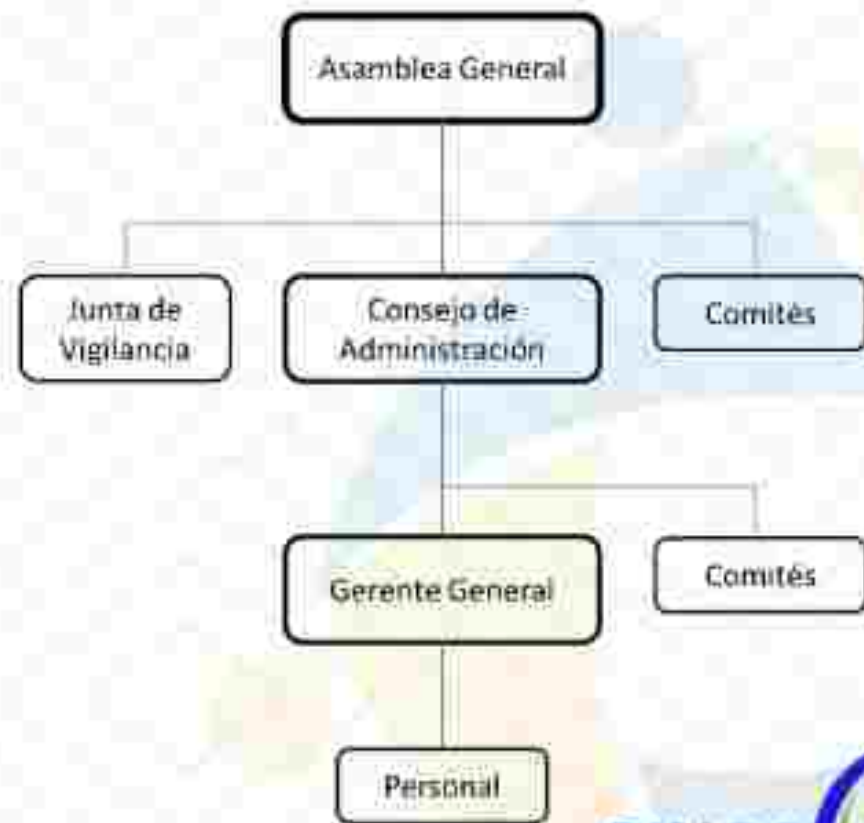 Asamblea General
Junta de
Vigilancia
Consejo de
Administración
Comités
Gerente General
Comités
Personal